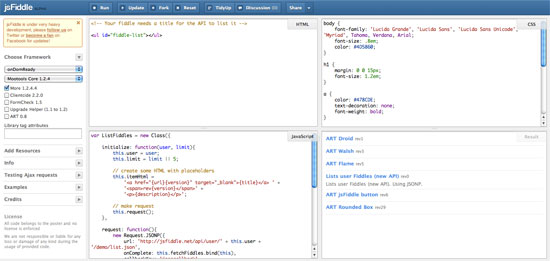 jsFiddle ALPHA
Run
Update
Fork
Reset
TidyUp
Discussion (0)
Share
jsFiddle is under very heavy
development, please follow us on
Twitter or become a fan on
Facebook for updates!
Choose Framework
onDomReady
Mootools Core 1.2.4
More 1.2.4.4
Clientcide 2.2.0
FormCheck 1.5
Upgrade Helper (1.1 to 1.2)
ART 0.8
Library tag attributes
Add Resources
Info
Testing Ajax requests
Examples
Credits
License
All code belongs to the poster and no
license is enforced.
We are not responsible or liable for any
loss or damage of any kind during the
usage of provided code.
<!-- Your fiddle needs a title for the API to list it -->
<ul id="fiddle-list"></ul>
HTML
body {
font-family: "Lucida Grande", "Lucida Sans", "Lucida Sans Unicode",
"Myriad", Tahoma, Verdana, Arial;
font-size: .8em;
color: #4D5860;
}
h1 {
margin: 0 0 15px;
font-size: 1.2em;
}
a {
color: #478CDE;
text-decoration: none;
font-weight: bold;
CSS
var ListFiddles = new Class({
initialize: function(user, limit){
this.user = user;
this.limit = limit || 5;
// create some HTML with placeholders
this.itemHtml =
'<a href="{url}{version}" target="_blank">{title}</a> ' +
'<span>rev{version}</span>' +
'<p>{description}</p>';
// make request
this.request();
},
request: function(){
new Request.JSONP({
url: "http://jsfiddle.net/api/user/" + this.user +
"/demo/list.json",
onComplete: this.fetchFiddles.bind(this),
JavaScript
Result
ART Droid rev5
ART Walsh
ART Flame
Lists user Fiddles (new API)
Lists user Fiddles (new API). Using JSONP.
ART jsFiddle button
ART Rounded Box